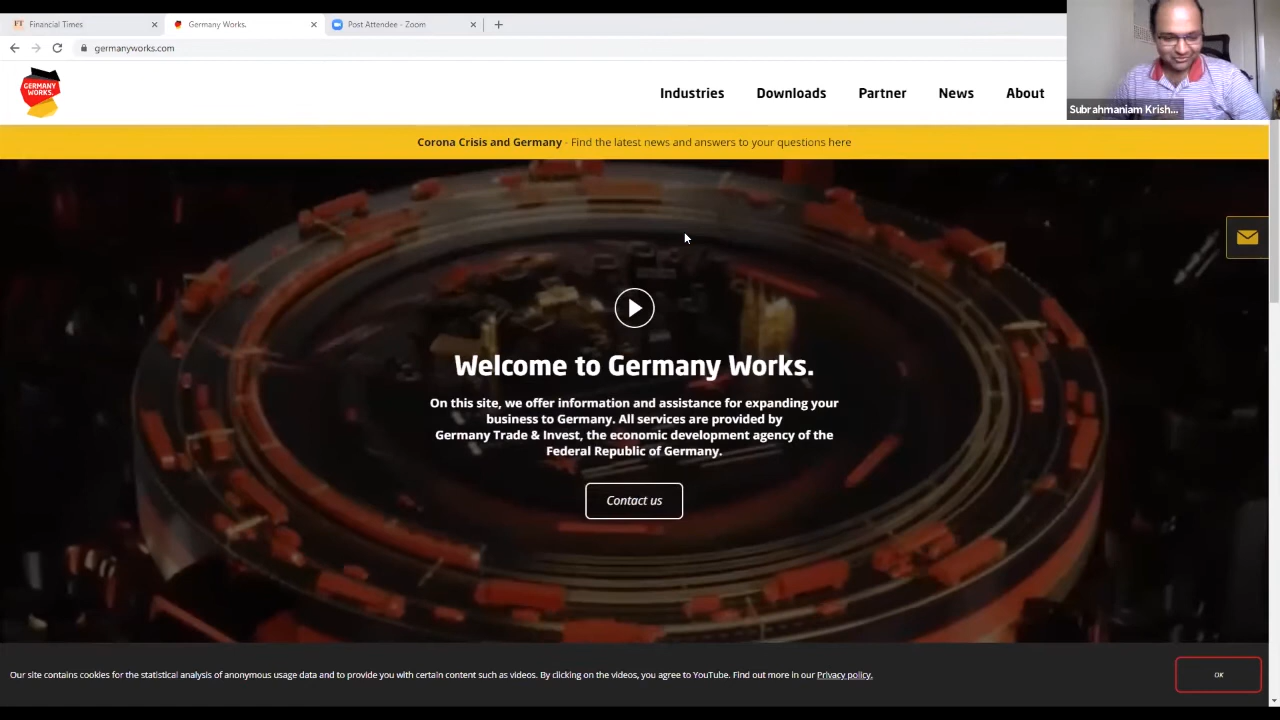 FT Financial Times
Germany Works.
Post Attendee - Zoom
germanyworks.com
GERMANY
WORKS.
Industries
Downloads
Partner
News
About
Subrahmaniam Krish...
Corona Crisis and Germany - Find the latest news and answers to your questions here
Welcome to Germany Works.
On this site, we offer information and assistance for expanding your
business to Germany. All services are provided by
Germany Trade & Invest, the economic development agency of the
Federal Republic of Germany.
Contact us
Our site contains cookies for the statistical analysis of anonymous usage data and to provide you with certain content such as videos. By clicking on the videos, you agree to YouTube. Find out more in our Privacy policy.
OK